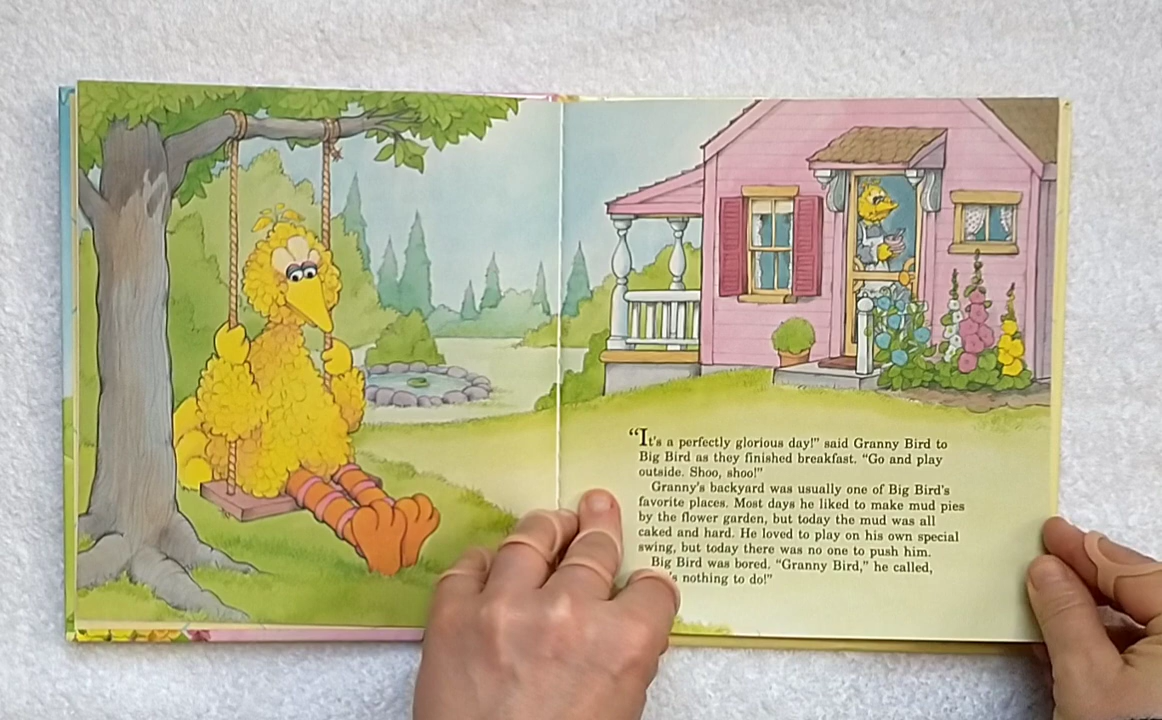 “It’s a perfectly glorious day!” said Granny Bird to
Big Bird as they finished breakfast. “Go and play
outside. Shoo, shoo!”
Granny’s backyard was usually one of Big Bird’s
favorite places. Most days he liked to make mud pies
by the flower garden, but today the mud was all
caked and hard. He loved to play on his own special
swing, but today there was no one to push him.
Big Bird was bored. “Granny Bird,” he called,
’s nothing to do!”